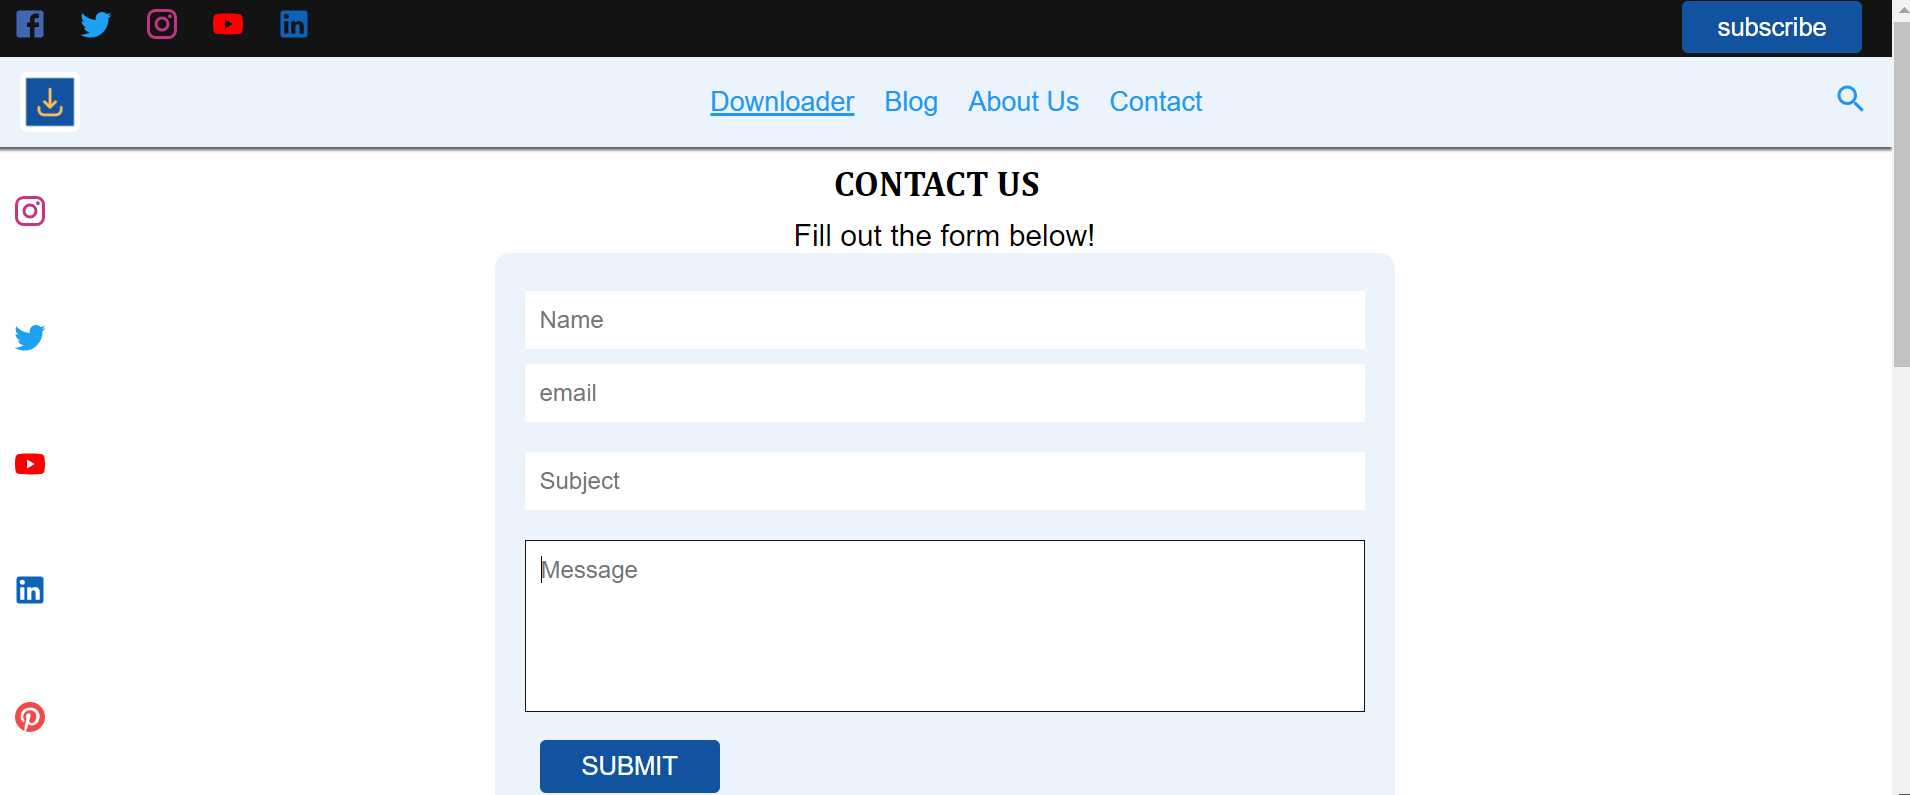 subscribe
Downloader Blog About Us Contact
CONTACT US
Fill out the form below!
Name
email
Subject
Message
SUBMIT